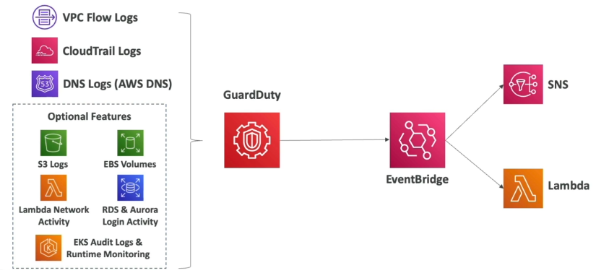 VPC Flow Logs
CloudTrail Logs
DNS Logs (AWS DNS)
53
Optional Features
S3 Logs
EBS Volumes
Lambda Network
Activity
RDS & Aurora
Login Activity
EKS Audit Logs &
Runtime Monitoring
GuardDuty
EventBridge
SNS
Lambda